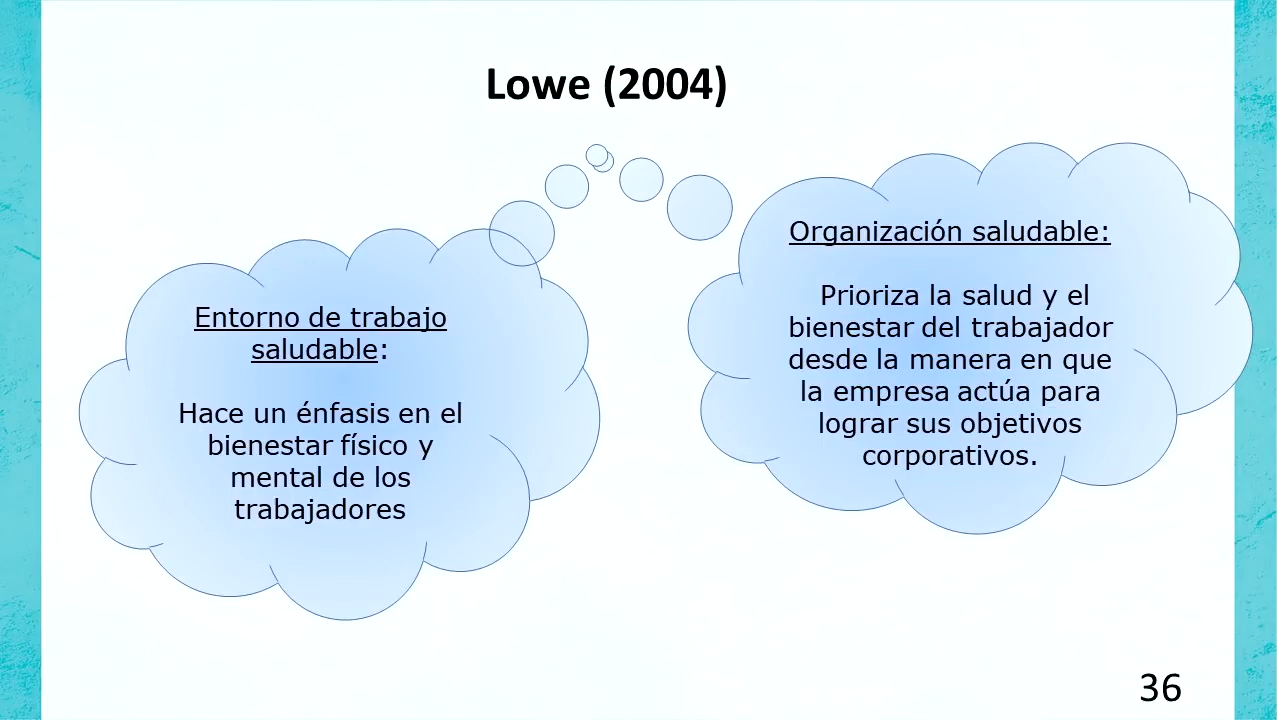 Lowe (2004)
Entorno de trabajo
saludable:
Hace un énfasis en el
bienestar físico y
mental de los
trabajadores
Organización saludable:
Prioriza la salud y el
bienestar del trabajador
desde la manera en que
la empresa actúa para
lograr sus objetivos
corporativos.
36